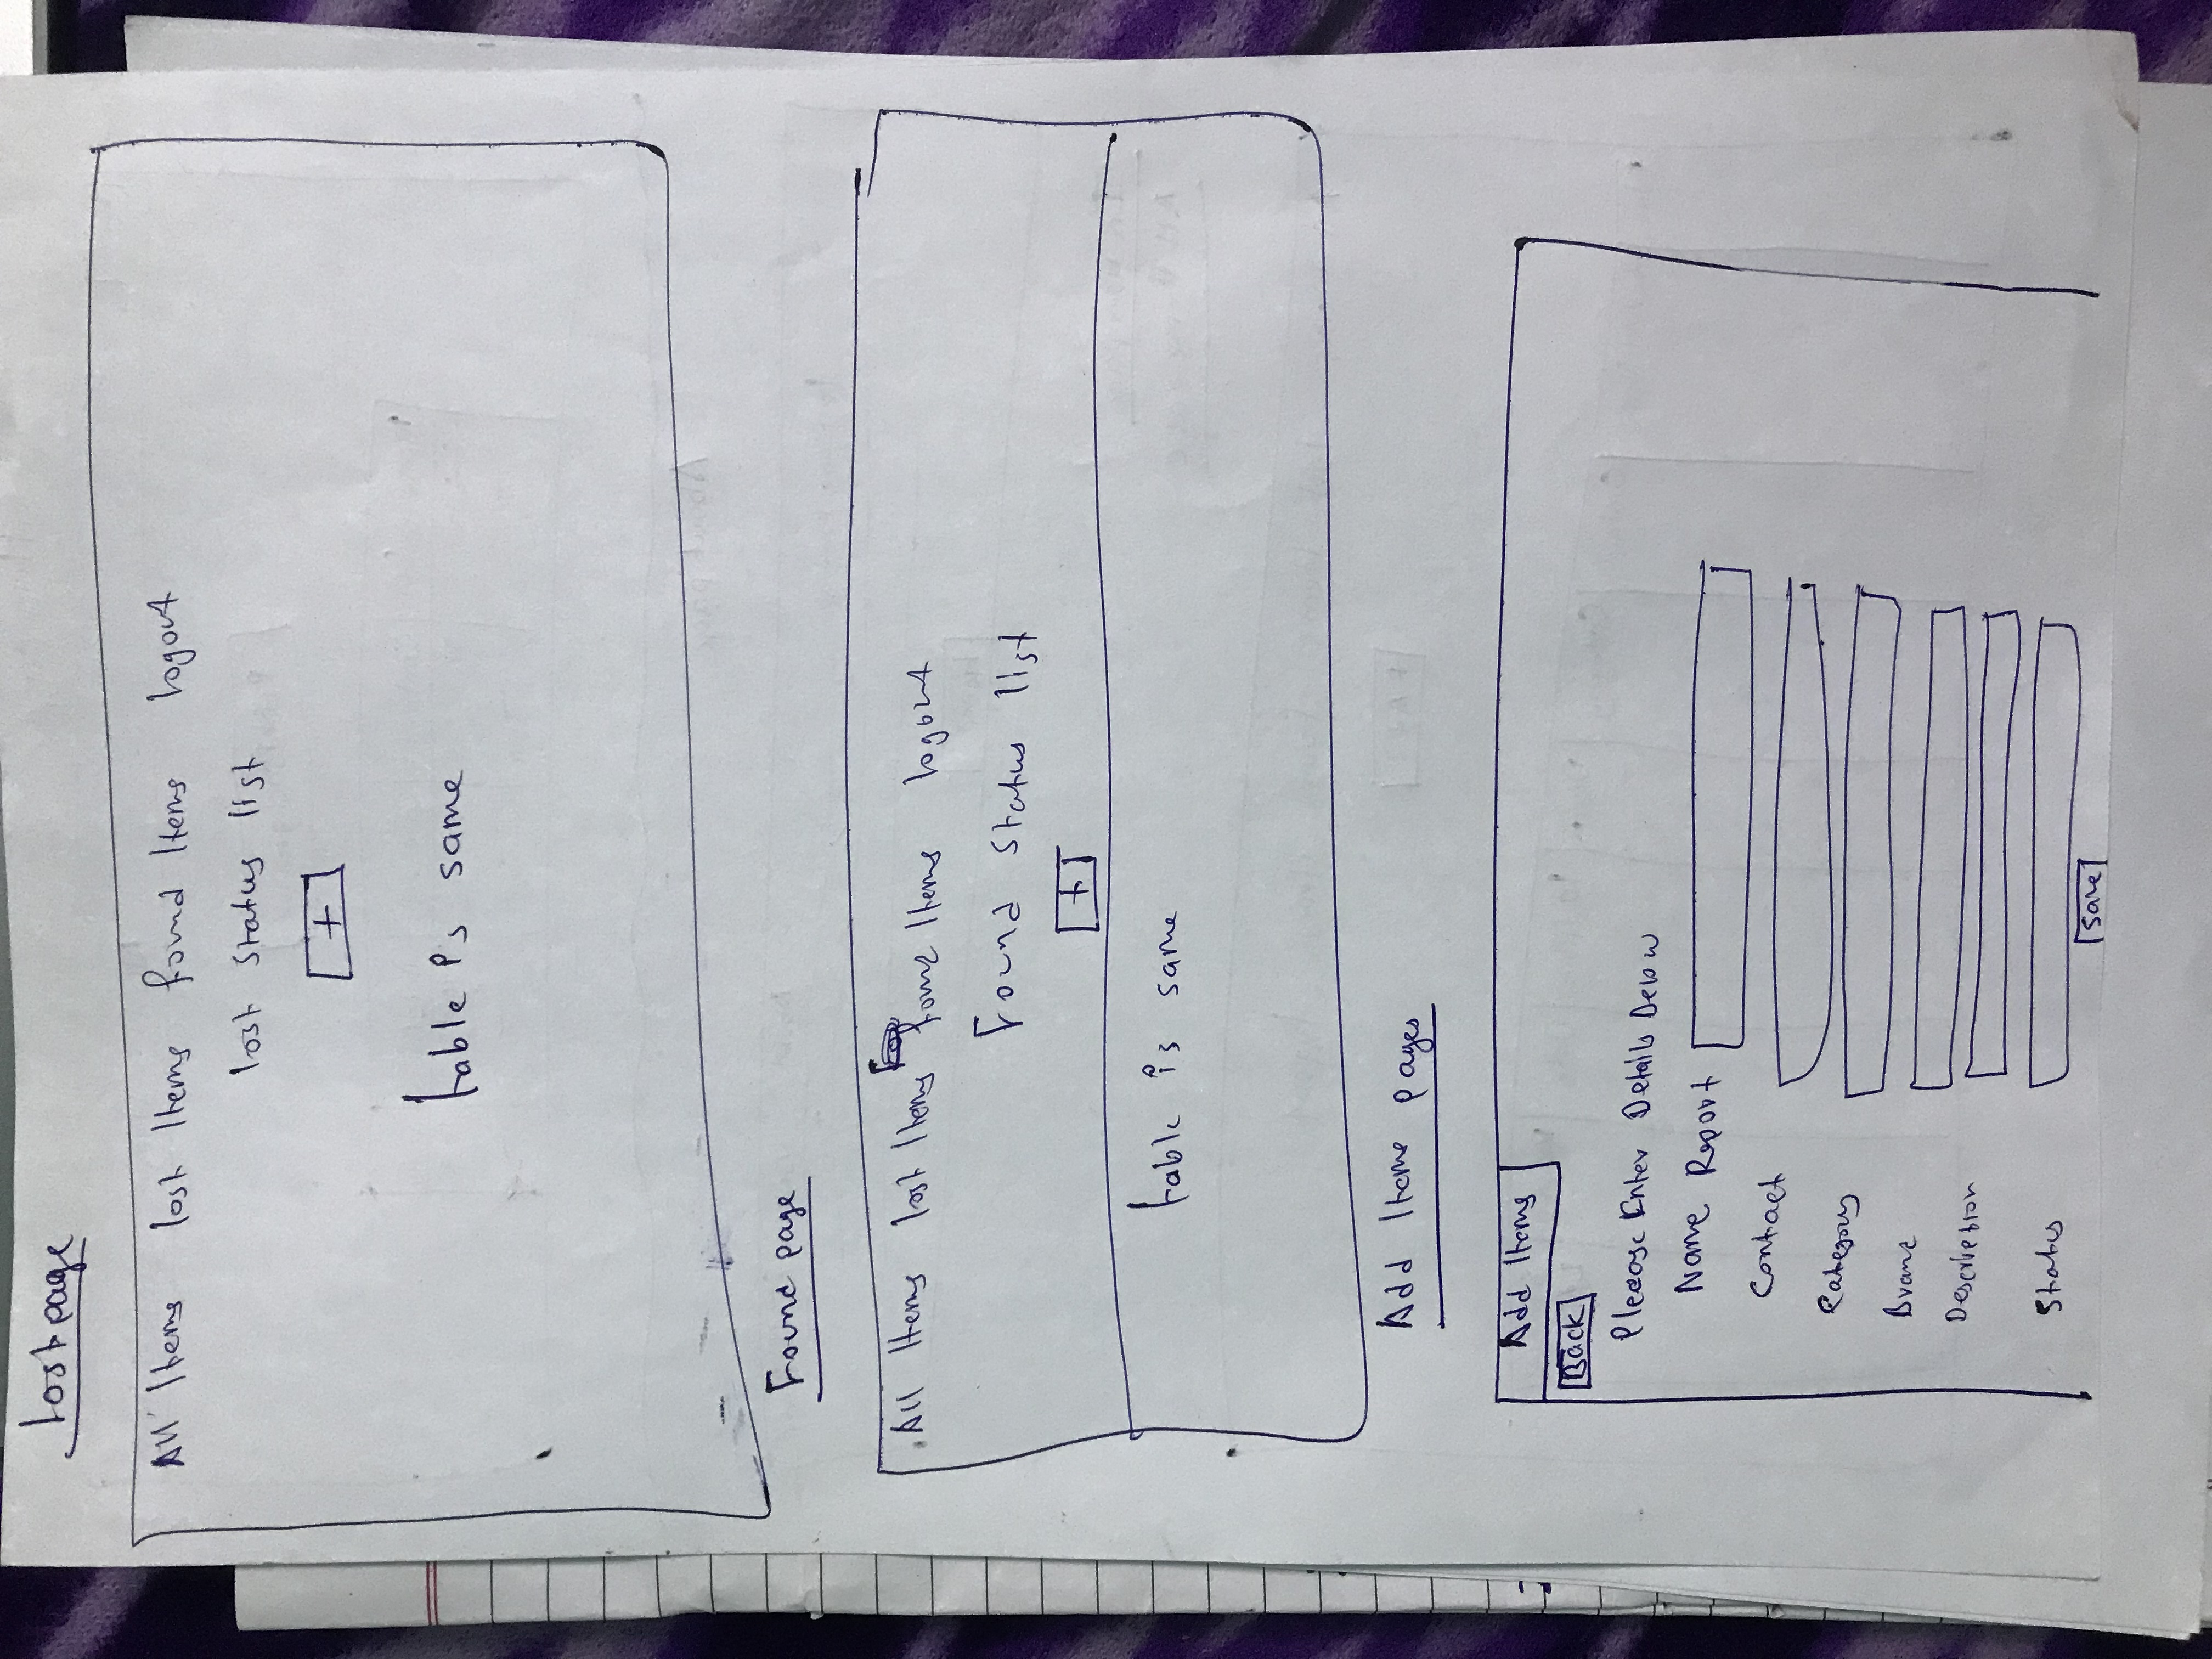 Lost page
All Items lost Items found Items logout
lost status list
+
table is same
Found page
All Items lost Items found Items logout
Found status list
+
table is same
Add Items pages
Add Items
Back
Please Enter Details Below
Name Report
Contact
Category
Brand
Description
Status
Save